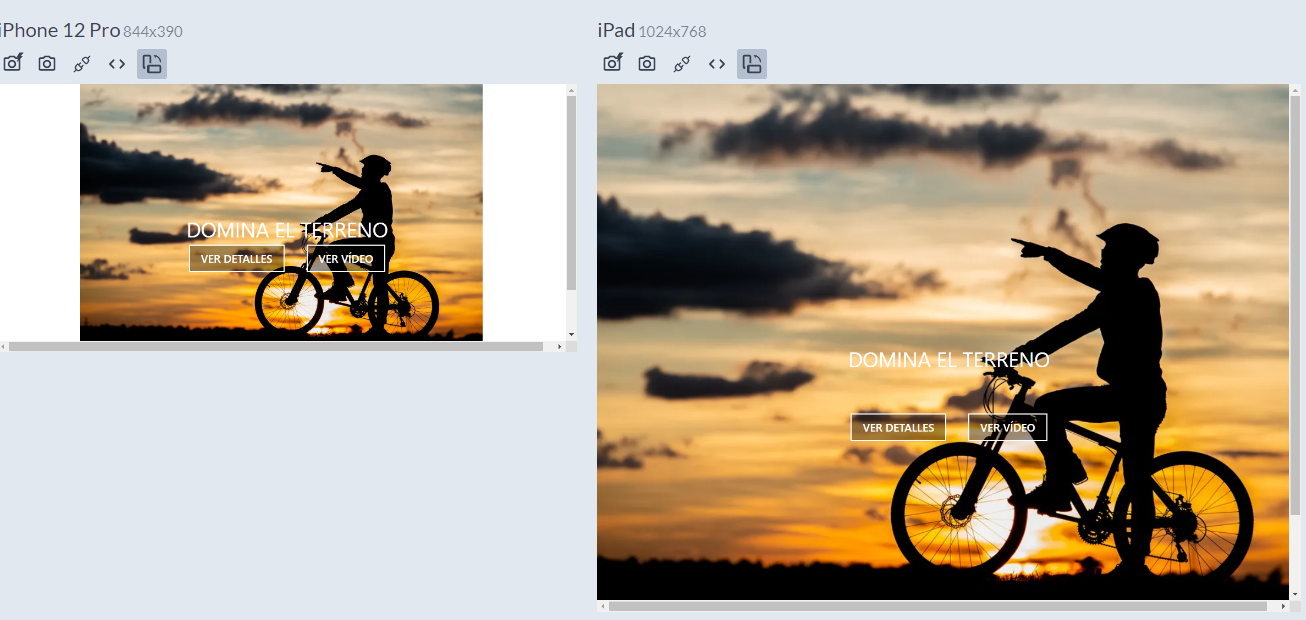 iPhone 12 Pro 844x390
DOMINA EL TERRENO
VER DETALLES
VER VÍDEO
iPad 1024x768
DOMINA EL TERRENO
VER DETALLES
VER VÍDEO